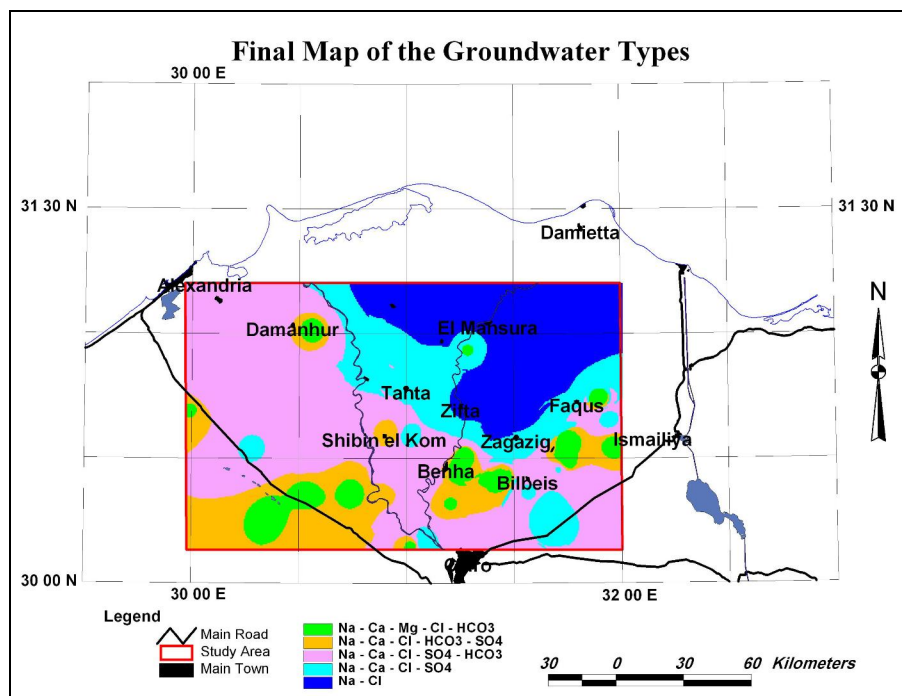 Final Map of the Groundwater Types
30 00 E
31 30 N
31 30 N
Damietta
Alexandria
N
Damanhur
El Mansura
Tanta
Zifta
Faqus
Shibin el Kom
Zagazig
Ismailiya
Benha
Bilbeis
30 00 N
30 00 E
32 00 E
Legend
Main Road
Study Area
Main Town
Na - Ca - Mg - Cl - HCO3
Na - Ca - Cl - HCO3 - SO4
Na - Ca - Cl - SO4 - HCO3
Na - Ca - Cl - SO4
Na - Cl
30 0 30 60 Kilometers